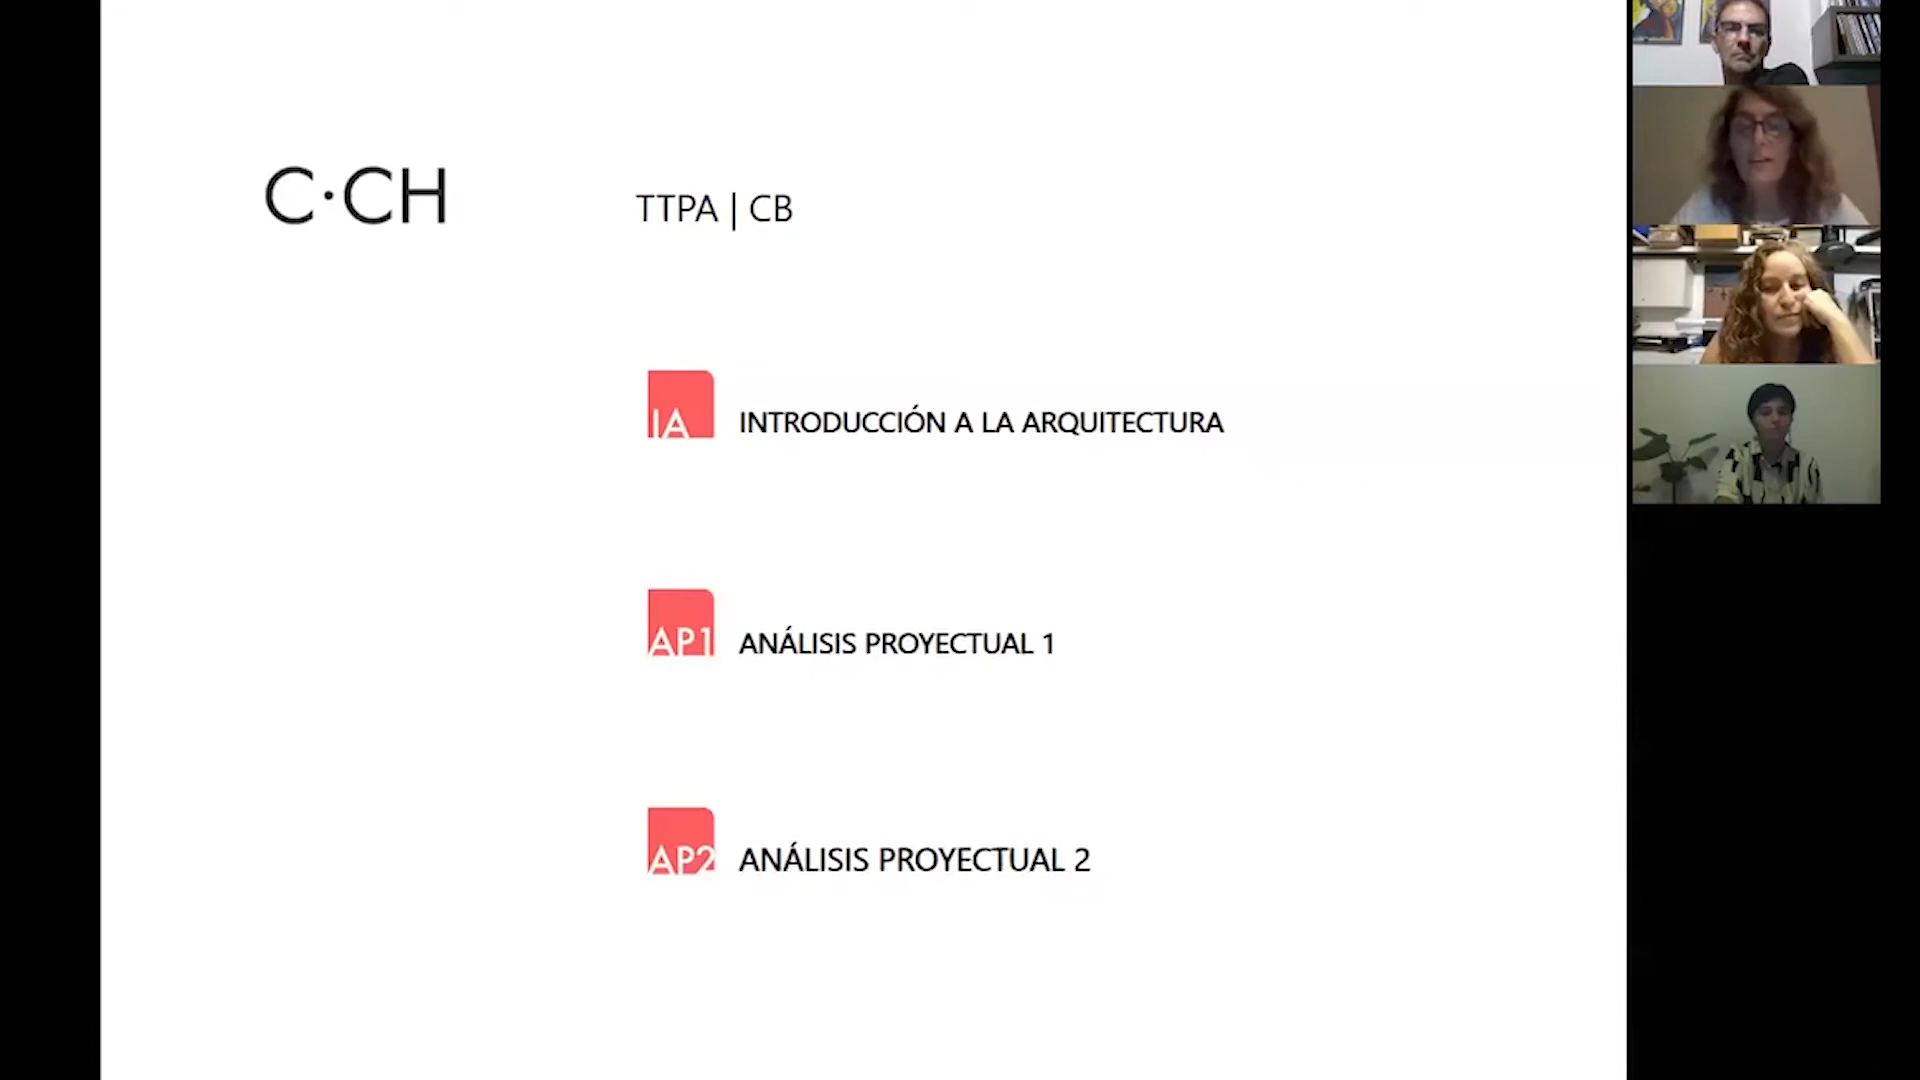 C·CH
TTPA | CB
IA
INTRODUCCIÓN A LA ARQUITECTURA
AP1
ANÁLISIS PROYECTUAL 1
AP2
ANÁLISIS PROYECTUAL 2